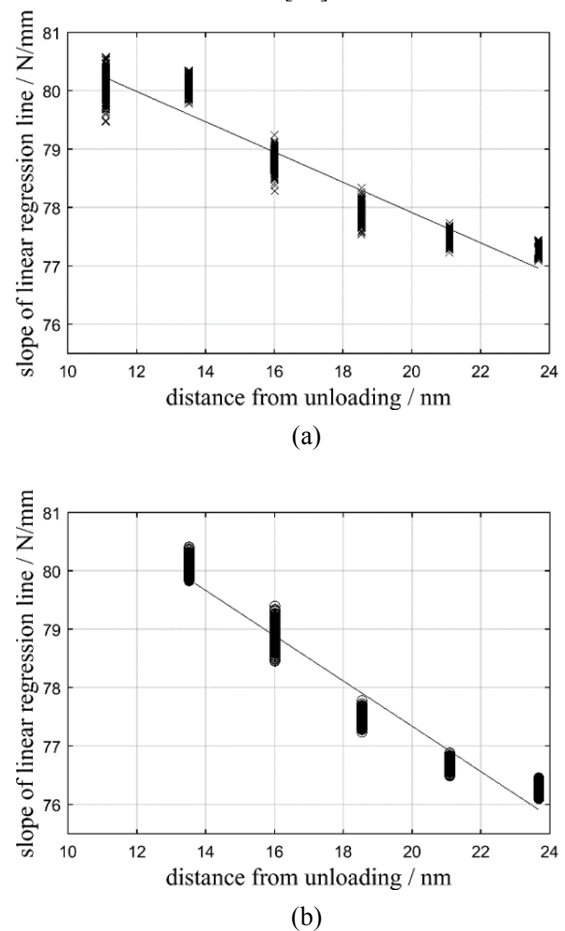 81
80
79
78
77
76
10 12 14 16 18 20 22 24
slope of linear regression line / N/mm
distance from unloading / nm
(a)
81
80
79
78
77
76
10 12 14 16 18 20 22 24
slope of linear regression line / N/mm
distance from unloading / nm
(b)